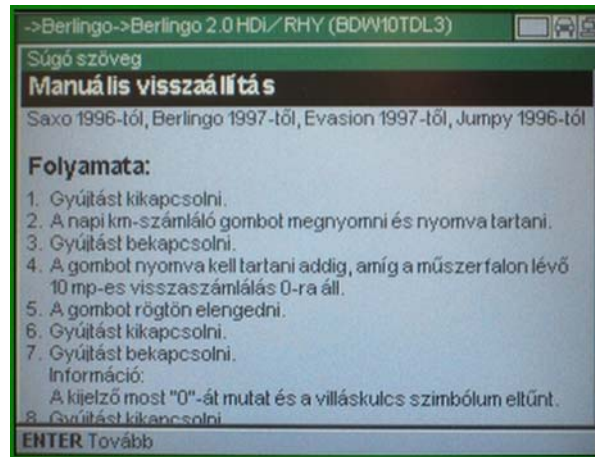 ->Berlingo->Berlingo 2.0 HDi/RHY (BDW10TDL3)
Súgó szöveg
Manuális visszaállítás
Saxo 1996-tól, Berlingo 1997-től, Evasion 1997-től, Jumpy 1996-tól
Folyamata:
1. Gyújtást kikapcsolni.
2. A napi km-számláló gombot megnyomni és nyomva tartani.
3. Gyújtást bekapcsolni.
4. A gombot nyomva kell tartani addig, amíg a műszerfalon lévő
10 mp-es visszaszámlálás 0-ra áll.
5. A gombot rögtön elengedni.
6. Gyújtást kikapcsolni.
7. Gyújtást bekapcsolni.
Információ:
A kijelző most "0"-át mutat és a villáskulcs szimbólum eltűnt.
8. Gyújtást kikapcsolni
ENTER Tovább